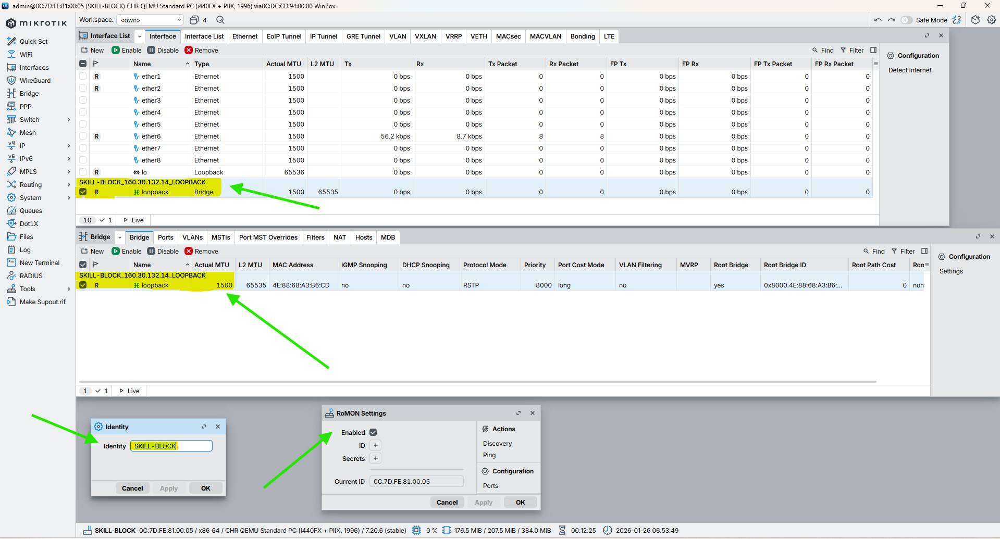 admin@0C:7D:FE:81:00:05 (SKILL-BLOCK) CHR QEMU Standard PC (i440FX + PIIX, 1996) via0C:DC:CD:94:00:00 WinBox
MIKROTIK
Workspace: <own> 4
Safe Mode
Quick Set
WiFi
Interfaces
WireGuard
Bridge
PPP
Switch
Mesh
IP
IPv6
MPLS
Routing
System
Queues
Dot1X
Files
Log
New Terminal
RADIUS
Tools
Make Supout.rif
Interface List Interface Interface List Ethernet EoIP Tunnel IP Tunnel GRE Tunnel VLAN VXLAN VRRP VETH MACsec MACVLAN Bonding LTE
New Enable Disable Remove Find Filter
Name Type Actual MTU L2 MTU Tx Rx Tx Packet Rx Packet FP Tx FP Rx FP Tx Packet FP Rx Packet
R ether1 Ethernet 1500 0 bps 0 bps 0 0 0 bps 0 bps 0 0
R ether2 Ethernet 1500 0 bps 0 bps 0 0 0 bps 0 bps 0 0
ether3 Ethernet 1500 0 bps 0 bps 0 0 0 bps 0 bps 0 0
ether4 Ethernet 1500 0 bps 0 bps 0 0 0 bps 0 bps 0 0
ether5 Ethernet 1500 0 bps 0 bps 0 0 0 bps 0 bps 0 0
R ether6 Ethernet 1500 56.2 kbps 8.7 kbps 8 8 0 bps 0 bps 0 0
ether7 Ethernet 1500 0 bps 0 bps 0 0 0 bps 0 bps 0 0
ether8 Ethernet 1500 0 bps 0 bps 0 0 0 bps 0 bps 0 0
R lo Loopback 65536 0 bps 0 bps 0 0 0 bps 0 bps 0 0
SKILL-BLOCK_160.30.132.14_LOOPBACK
R loopback Bridge 1500 65535 0 bps 0 bps 0 0 0 bps 0 bps 0 0
10 1 Live
Configuration
Detect Internet
Bridge Bridge Ports VLANs MSTIs Port MST Overrides Filters NAT Hosts MDB
New Enable Disable Remove Find Filter
Name Actual MTU L2 MTU MAC Address IGMP Snooping DHCP Snooping Protocol Mode Priority Port Cost Mode VLAN Filtering MVRP Root Bridge Root Bridge ID Root Path Cost Roo
SKILL-BLOCK_160.30.132.14_LOOPBACK
R loopback 1500 65535 4E:88:68:A3:B6:CD no no RSTP 8000 long no yes 0x8000.4E:88:68:A3:B6:... 0 non
1 1 Live
Configuration
Settings
Identity
Identity SKILL-BLOCK
Cancel Apply OK
RoMON Settings
Enabled
ID +
Secrets +
Current ID 0C:7D:FE:81:00:05
Actions
Discovery
Ping
Configuration
Ports
Cancel Apply OK
SKILL-BLOCK 0C:7D:FE:81:00:05 / x86_64 / CHR QEMU Standard PC (i440FX + PIIX, 1996) / 7.20.6 (stable) 0 % 176.5 MiB / 207.5 MiB / 384.0 MiB 00:12:25 2026-01-26 06:53:49